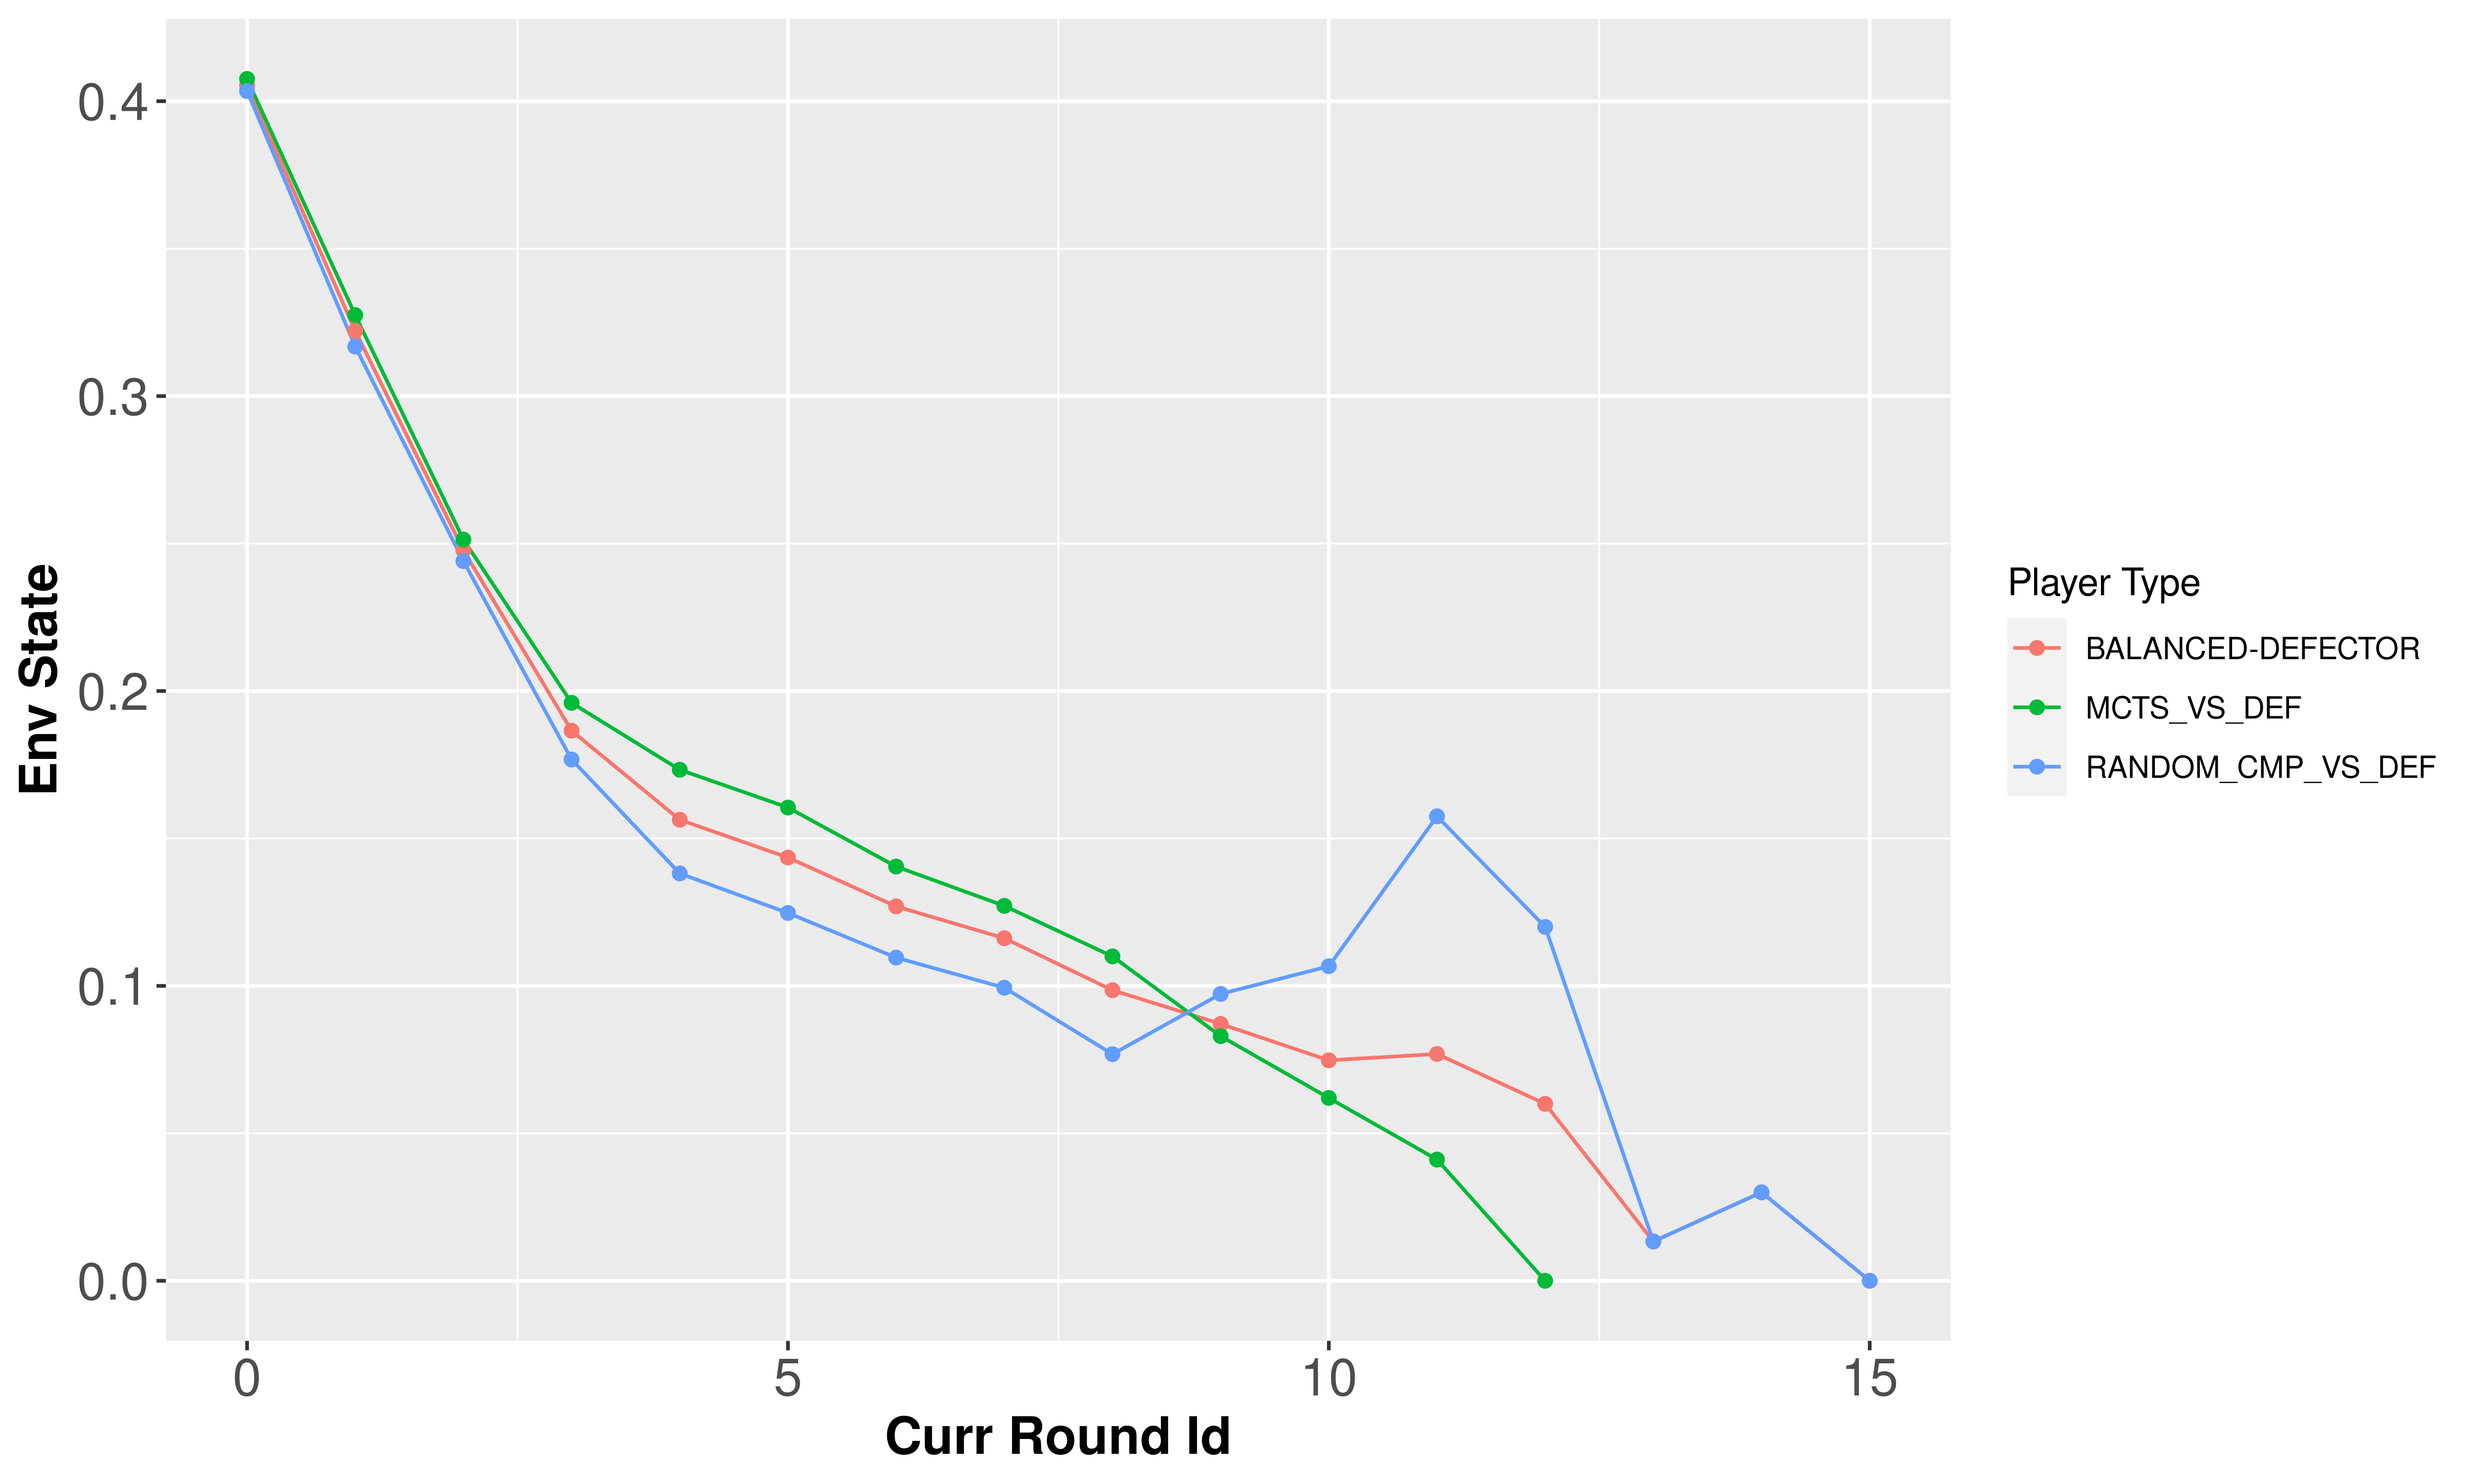 0.4
0.3
0.2
0.1
0.0
Env State
0 5 10 15
Curr Round Id
Player Type
BALANCED-DEFECTOR
MCTS_VS_DEF
RANDOM_CMP_VS_DEF